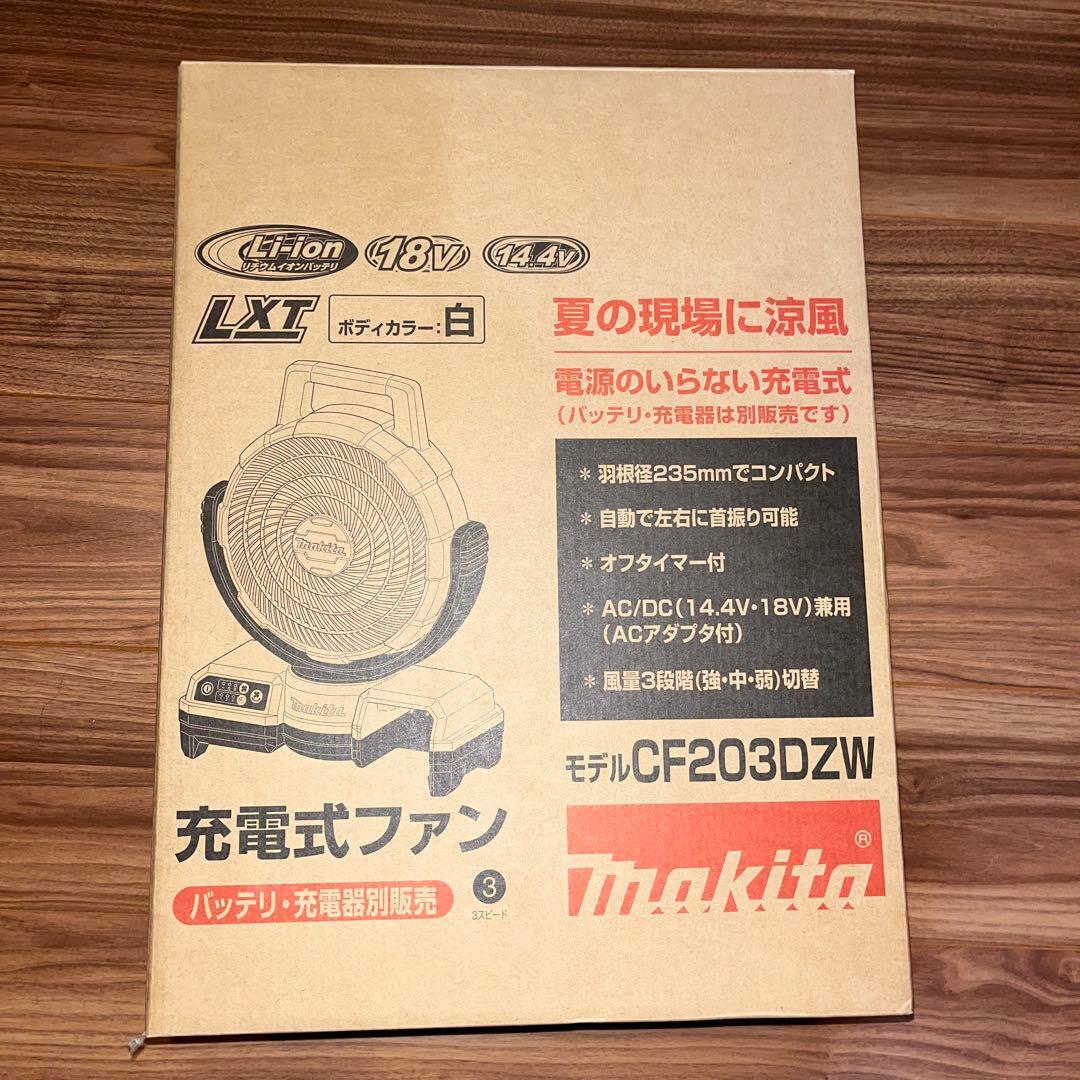 Li-ion
リチウムイオンバッテリ
18V
14.4V
LXT
ボディカラー:白
夏の現場に涼風
電源のいらない充電式
(バッテリ・充電器は別販売です)
* 羽根径235mmでコンパクト
* 自動で左右に首振り可能
* オフタイマー付
* AC/DC(14.4V・18V)兼用
(ACアダプタ付)
* 風量3段階(強・中・弱)切替
makita
makita
モデルCF203DZW
充電式ファン
バッテリ・充電器別販売
3
3スピード
makita®